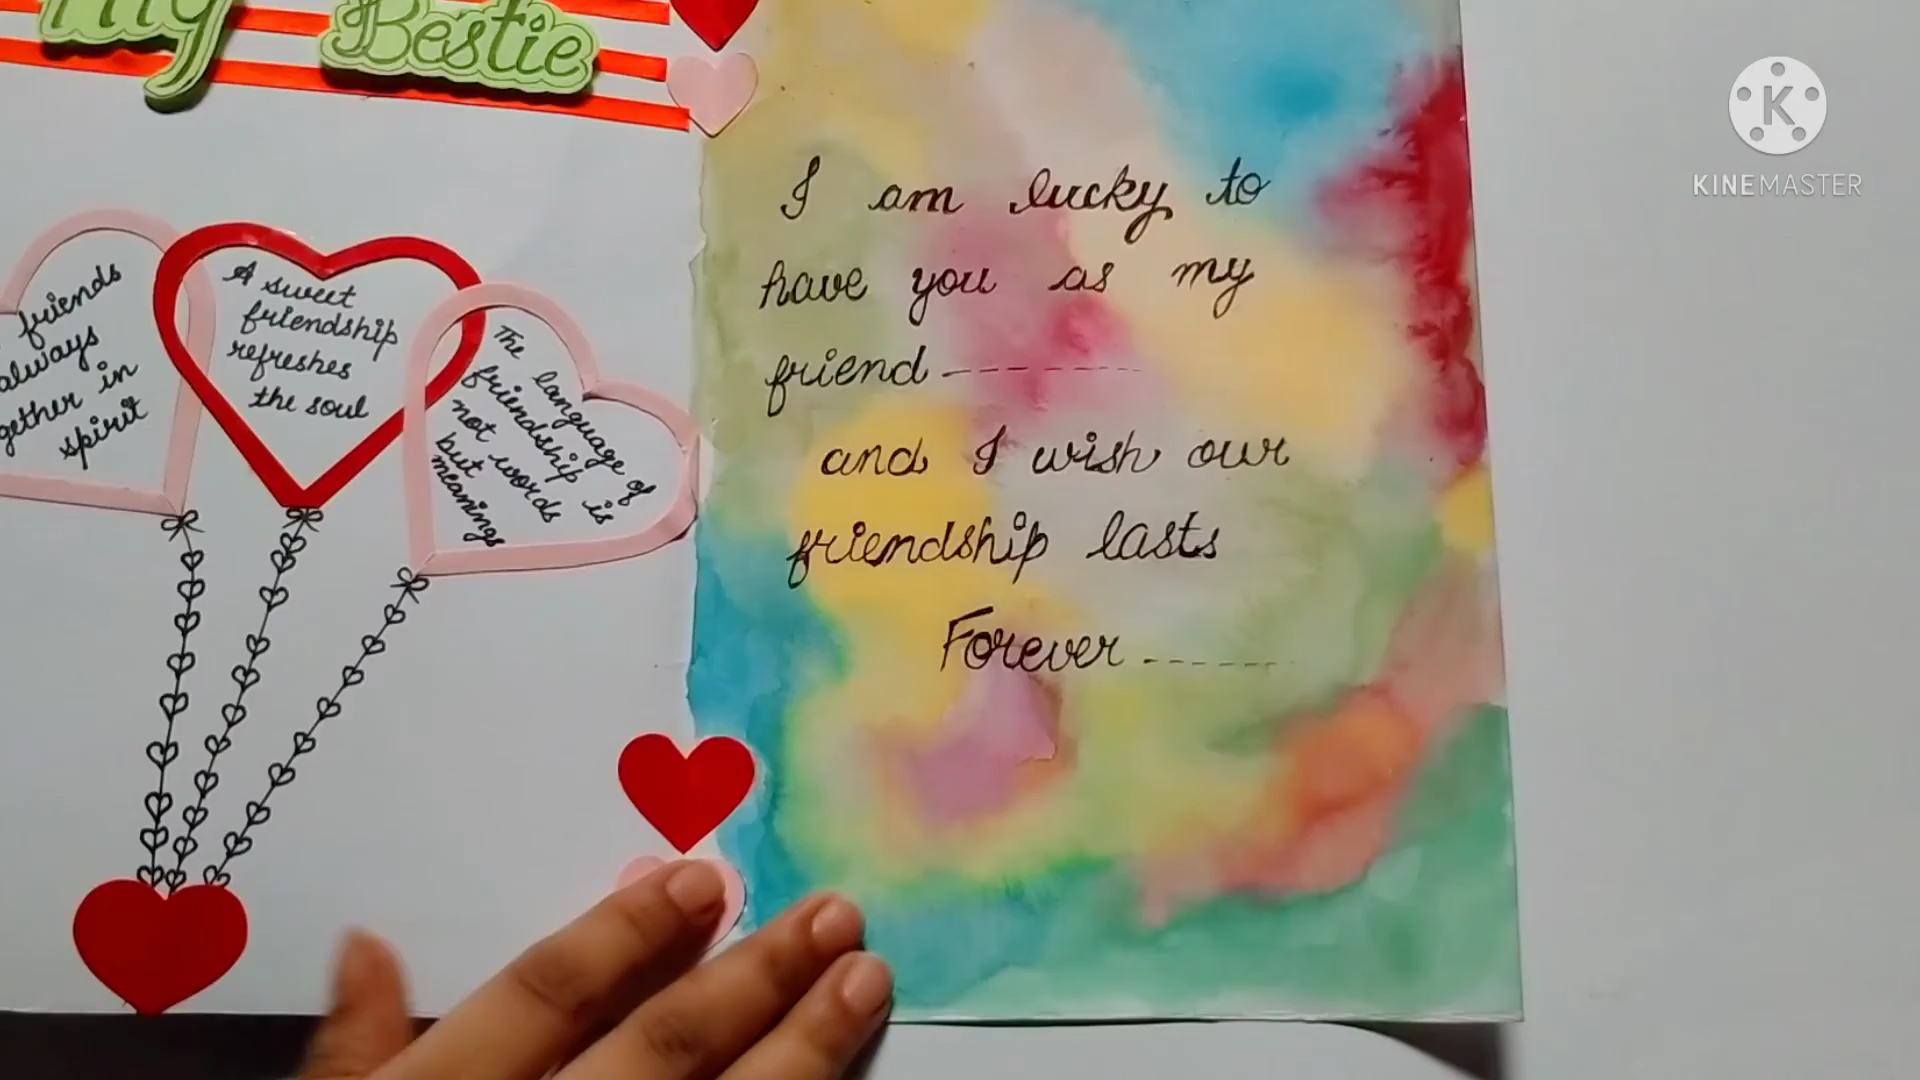 My Bestie
friends
always
gether in
spirit
A sweet
friendship
refreshes
the soul
The language of
friendship is
not words
but
meanings
I am lucky to
have you as my
friend ----------
and I wish our
friendship lasts
Forever -------
KINEMASTER